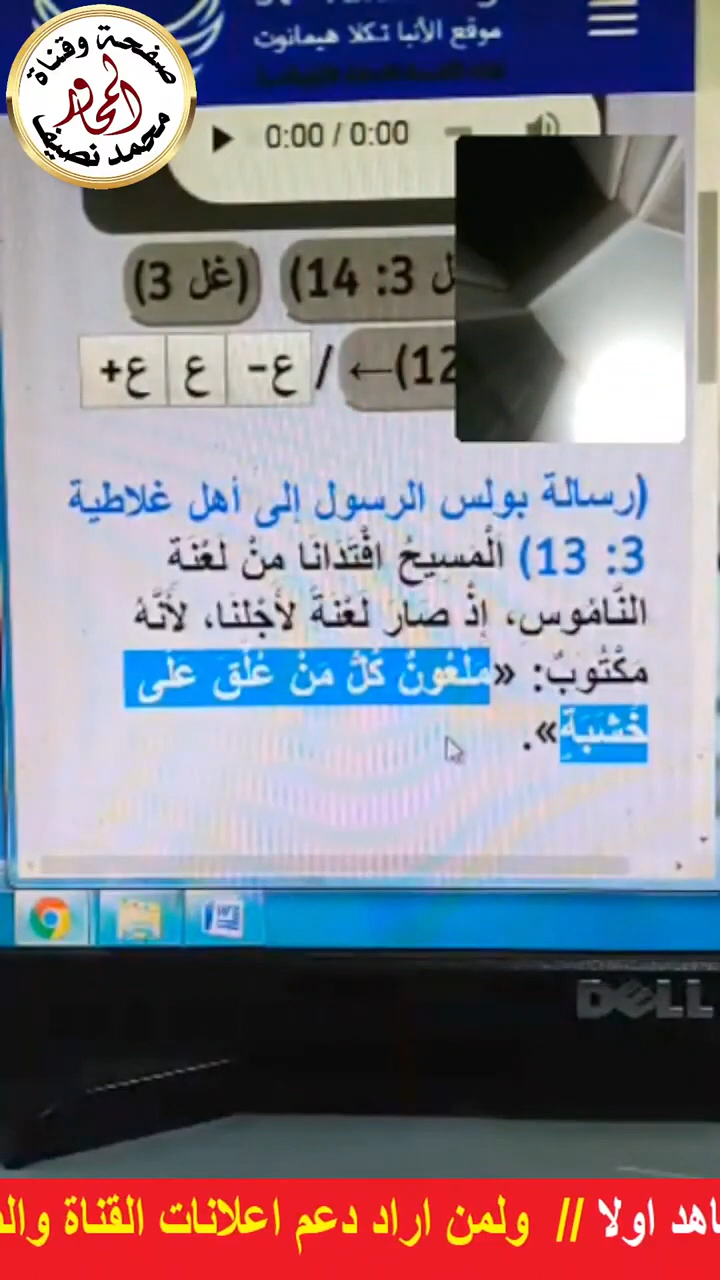 صفحة وقناة
المحاور
محمد نصيف
موقع الأنبا تكلا هيمانوت
0:00 / 0:00
ل 3: 14) (غل 3)
12)← / ع- ع ع+
(رسالة بولس الرسول إلى أهل غلاطية
3: 13) اَلْمَسِيحُ افْتَدَانَا مِنْ لَعْنَةِ
النَّامُوسِ، إِذْ صَارَ لَعْنَةً لأَجْلِنَا، لأَنَّهُ
مَكْتُوبٌ: «مَلْعُونٌ كُلُّ مَنْ عُلِّقَ عَلَى
خَشَبَةٍ».
DELL
اهد اولا // ولمن اراد دعم اعلانات القناة وال